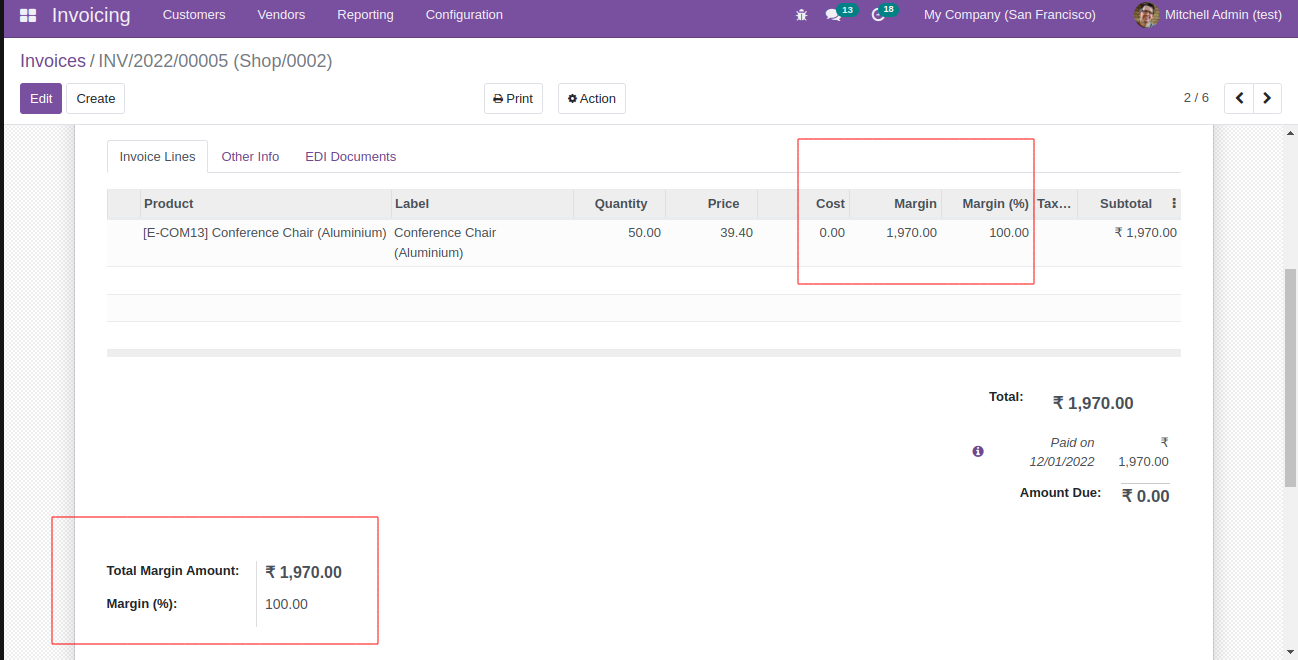 Invoicing Customers Vendors Reporting Configuration 13 18 My Company (San Francisco) Mitchell Admin (test)
Invoices / INV/2022/00005 (Shop/0002)
Edit Create Print Action 2 / 6
Invoice Lines Other Info EDI Documents
Product Label Quantity Price Cost Margin Margin (%) Tax... Subtotal
[E-COM13] Conference Chair (Aluminium) Conference Chair 50.00 39.40 0.00 1,970.00 100.00 ₹ 1,970.00
(Aluminium)
Total: ₹ 1,970.00
Paid on ₹
12/01/2022 1,970.00
Amount Due: ₹ 0.00
Total Margin Amount: ₹ 1,970.00
Margin (%): 100.00